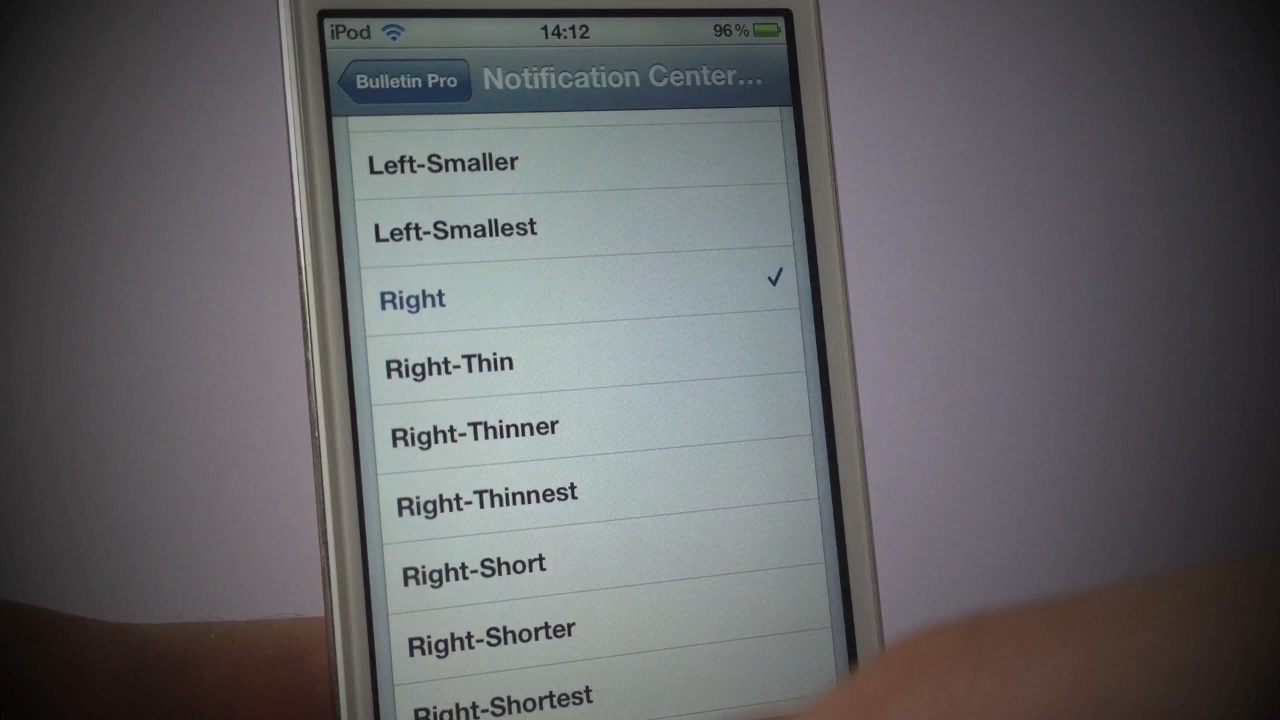 iPod 14:12 96%
Bulletin Pro Notification Center...
Left-Smaller
Left-Smallest
Right
Right-Thin
Right-Thinner
Right-Thinnest
Right-Short
Right-Shorter
Right-Shortest